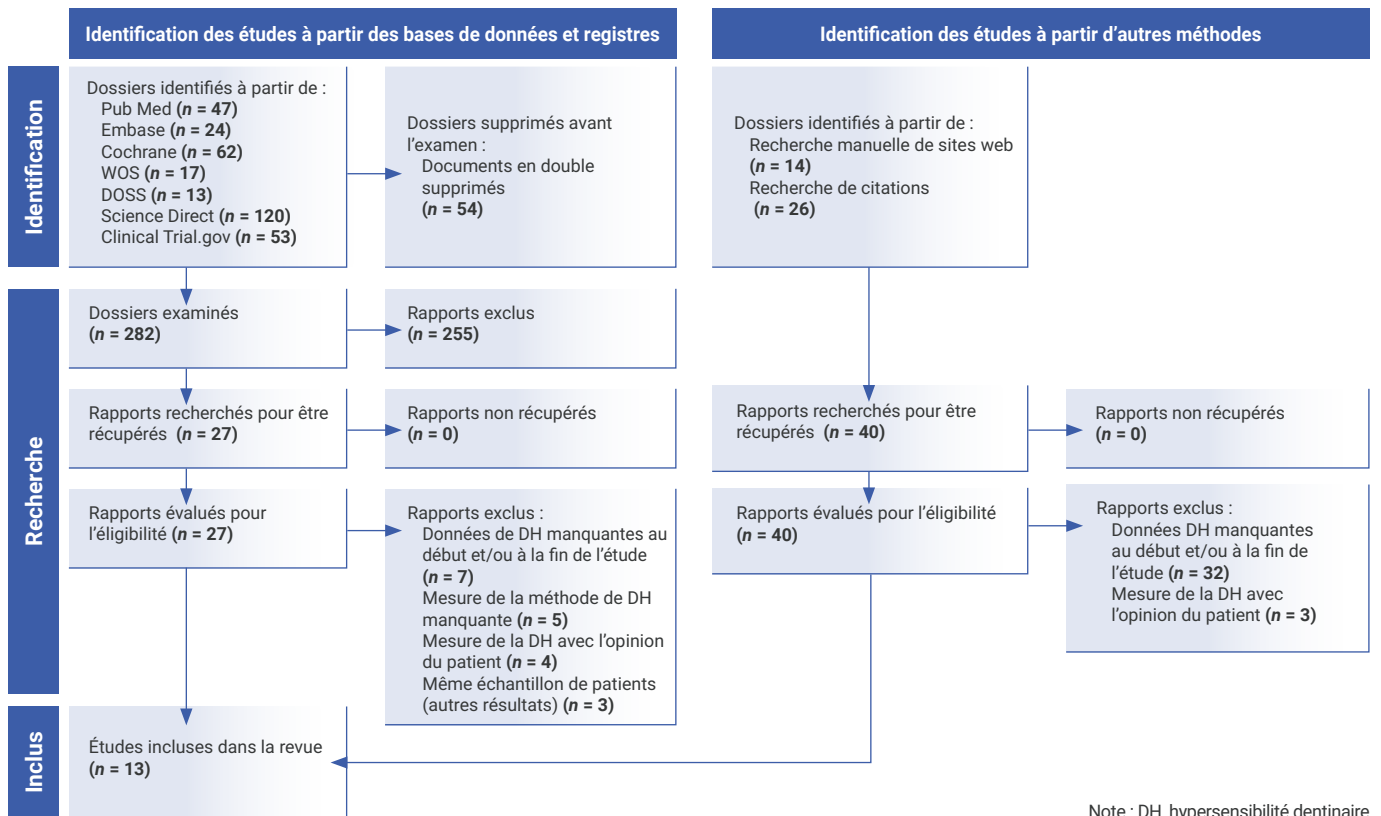 Identification des études à partir des bases de données et registres
Identification des études à partir d'autres méthodes
Identification
Dossiers identifiés à partir de :
Pub Med (n = 47)
Embase (n = 24)
Cochrane (n = 62)
WOS (n = 17)
DOSS (n = 13)
Science Direct (n = 120)
Clinical Trial.gov (n = 53)
Dossiers supprimés avant
l'examen :
Documents en double
supprimés
(n = 54)
Dossiers identifiés à partir de :
Recherche manuelle de sites web
(n = 14)
Recherche de citations
(n = 26)
Recherche
Dossiers examinés
(n = 282)
Rapports exclus
(n = 255)
Rapports recherchés pour être
récupérés (n = 27)
Rapports non récupérés
(n = 0)
Rapports recherchés pour être
récupérés (n = 40)
Rapports non récupérés
(n = 0)
Rapports évalués pour
l'éligibilité (n = 27)
Rapports exclus :
Données de DH manquantes au
début et/ou à la fin de l'étude
(n = 7)
Mesure de la méthode de DH
manquante (n = 5)
Mesure de la DH avec l'opinion
du patient (n = 4)
Même échantillon de patients
(autres résultats) (n = 3)
Rapports évalués pour l'éligibilité
(n = 40)
Rapports exclus :
Données DH manquantes
au début et/ou à la fin de
l'étude (n = 32)
Mesure de la DH avec
l'opinion du patient (n = 3)
Inclus
Études incluses dans la revue
(n = 13)
Note : DH, hypersensibilité dentinaire